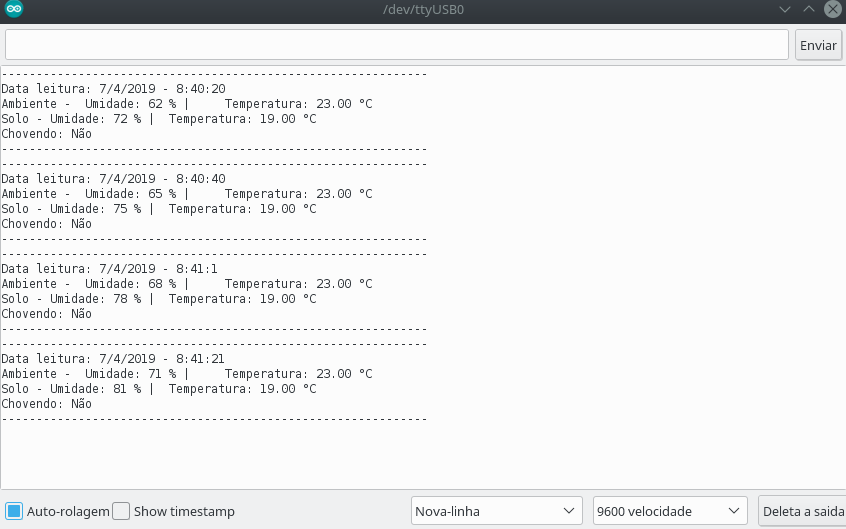 /dev/ttyUSB0
Enviar
-------------------------------------------------------------
Data leitura: 7/4/2019 - 8:40:20
Ambiente -  Umidade: 62 % |     Temperatura: 23.00 °C
Solo - Umidade: 72 % |  Temperatura: 19.00 °C
Chovendo: Não
-------------------------------------------------------------
-------------------------------------------------------------
Data leitura: 7/4/2019 - 8:40:40
Ambiente -  Umidade: 65 % |     Temperatura: 23.00 °C
Solo - Umidade: 75 % |  Temperatura: 19.00 °C
Chovendo: Não
-------------------------------------------------------------
-------------------------------------------------------------
Data leitura: 7/4/2019 - 8:41:1
Ambiente -  Umidade: 68 % |     Temperatura: 23.00 °C
Solo - Umidade: 78 % |  Temperatura: 19.00 °C
Chovendo: Não
-------------------------------------------------------------
-------------------------------------------------------------
Data leitura: 7/4/2019 - 8:41:21
Ambiente -  Umidade: 71 % |     Temperatura: 23.00 °C
Solo - Umidade: 81 % |  Temperatura: 19.00 °C
Chovendo: Não
-------------------------------------------------------------
Auto-rolagem Show timestamp Nova-linha 9600 velocidade Deleta a saida